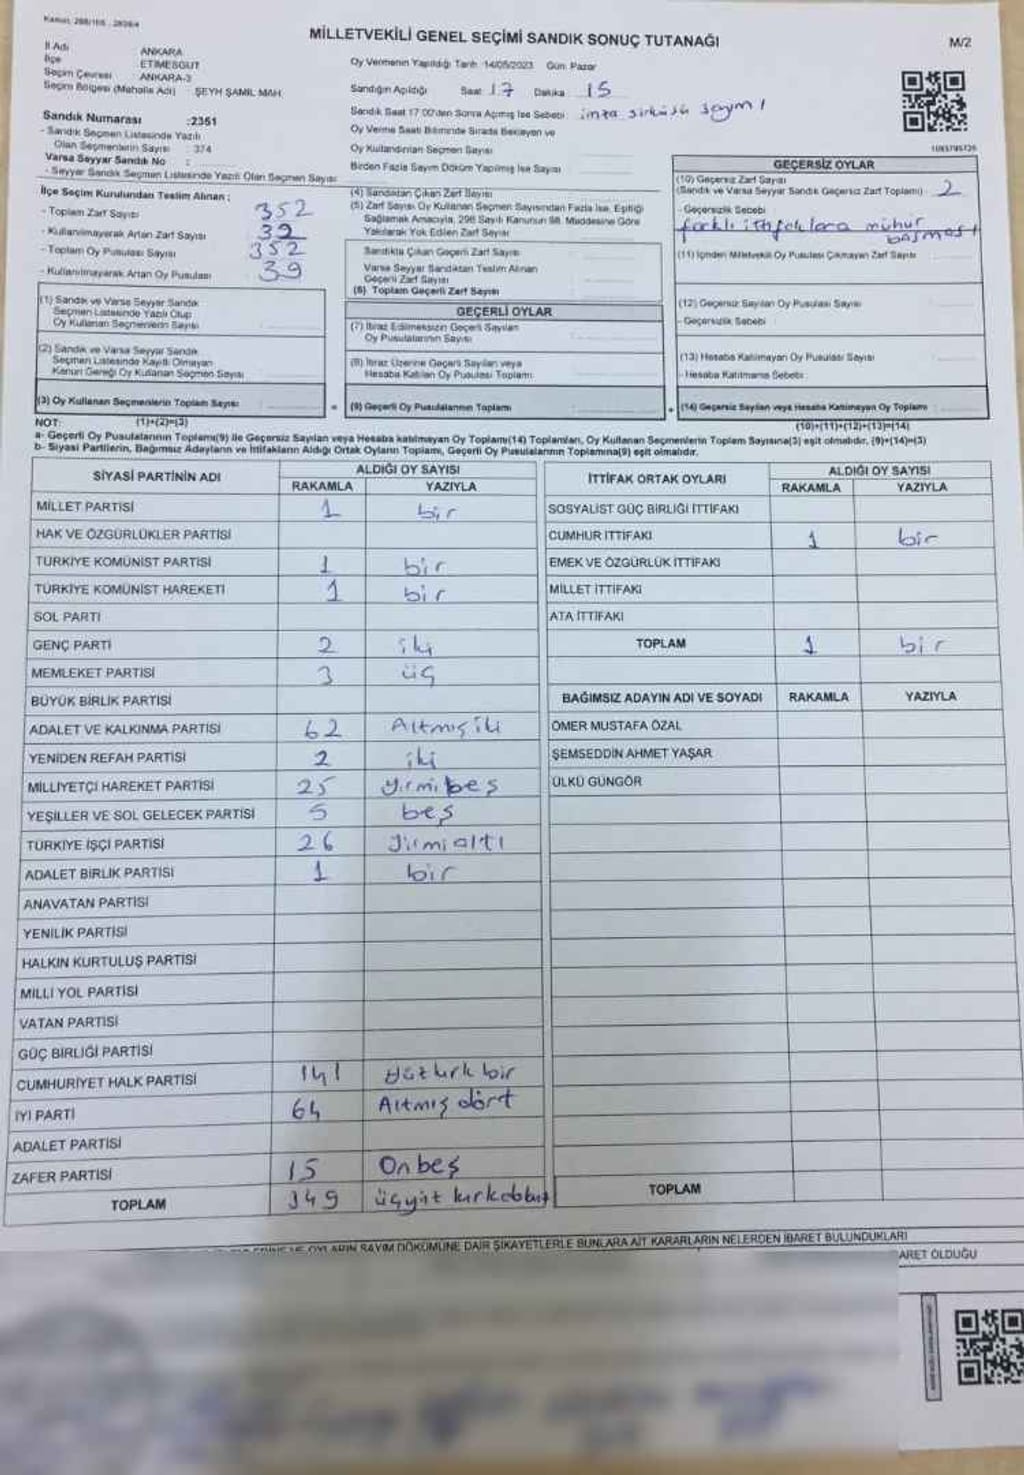 MİLLETVEKİLİ GENEL SEÇİMİ SANDIK SONUÇ TUTANAĞI
M/2
İl Adı ANKARA
İlçe ETİMESGUT
Seçim Çevresi ANKARA-3
Seçim Bölgesi (Mahalle Adı) : ŞEYH ŞAMİL MAH.
Sandık Numarası :2351
- Sandık Seçmen Listesinde Yazılı
Olan Seçmenlerin Sayısı : 374
Varsa Seyyar Sandık No :
- Seyyar Sandık Seçmen Listesinde Yazılı Olan Seçmen Sayısı
Oy Vermenin Yapıldığı Tarih :14/05/2023 Gün: Pazar
Sandığın Açıldığı Saat 17 Dakika 15
Sandık Saat 17:00'den Sonra Açılmış İse Sebebi : imza sirküsü sayımı
Oy Verme Saati Bitiminde Sırada Bekleyen ve
Oy Kullandırılan Seçmen Sayısı
Birden Fazla Sayım Döküm Yapılmış İse Sayısı
İlçe Seçim Kurulundan Teslim Alınan :
- Toplam Zarf Sayısı 352
- Kullanılmayarak Artan Zarf Sayısı 39
- Toplam Oy Pusulası Sayısı 352
- Kullanılmayarak Artan Oy Pusulası 39
(1) Sandık ve Varsa Seyyar Sandık
Seçmen Listesinde Yazılı Olup
Oy Kullanan Seçmenlerin Sayısı
(2) Sandık ve Varsa Seyyar Sandık
Seçmen Listesinde Kayıtlı Olmayan
Kanun Gereği Oy Kullanan Seçmen Sayısı
(3) Oy Kullanan Seçmenlerin Toplam Sayısı
(4) Sandıktan Çıkan Zarf Sayısı
(5) Zarf Sayısı Oy Kullanan Seçmen Sayısından Fazla İse, Eşitliği
Sağlamak Amacıyla, 298 Sayılı Kanunun 98. Maddesine Göre
Yakılarak Yok Edilen Zarf Sayısı
Sandıkta Çıkan Geçerli Zarf Sayısı
Varsa Seyyar Sandıktan Teslim Alınan
Geçerli Zarf Sayısı
(6) Toplam Geçerli Zarf Sayısı
GEÇERLİ OYLAR
(7) İtiraz Edilmeksizin Geçerli Sayılan
Oy Pusulalarının Sayısı
(8) İtiraz Üzerine Geçerli Sayılan veya
Hesaba Katılan Oy Pusulası Toplamı
= (9) Geçerli Oy Pusulalarının Toplamı
GEÇERSİZ OYLAR
(10) Geçersiz Zarf Sayısı
(Sandık ve Varsa Seyyar Sandık Geçersiz Zarf Toplamı) 2
- Geçersizlik Sebebi
farklı ittifaklara mühür
basması
(11) İçinden Milletvekili Oy Pusulası Çıkmayan Zarf Sayısı
(12) Geçersiz Sayılan Oy Pusulası Sayısı
- Geçersizlik Sebebi
(13) Hesaba Katılmayan Oy Pusulası Sayısı
- Hesaba Katılmama Sebebi :
+ (14) Geçersiz Sayılan veya Hesaba Katılmayan Oy Toplamı
NOT: (1)+(2)=(3) (10)+(11)+(12)+(13)=(14)
a- Geçerli Oy Pusulalarının Toplamı(9) ile Geçersiz Sayılan veya Hesaba katılmayan Oy Toplamı(14) Toplamları, Oy Kullanan Seçmenlerin Toplam Sayısına(3) eşit olmalıdır. (9)+(14)=(3)
b- Siyasi Partilerin, Bağımsız Adayların ve İttifakların Aldığı Ortak Oyların Toplamı, Geçerli Oy Pusulalarının Toplamına(9) eşit olmalıdır.
SİYASİ PARTİNİN ADI ALDIĞI OY SAYISI
RAKAMLA YAZIYLA
MİLLET PARTİSİ 1 bir
HAK VE ÖZGÜRLÜKLER PARTİSİ
TÜRKİYE KOMÜNİST PARTİSİ 1 bir
TÜRKİYE KOMÜNİST HAREKETİ 1 bir
SOL PARTİ
GENÇ PARTİ 2 iki
MEMLEKET PARTİSİ 3 üç
BÜYÜK BİRLİK PARTİSİ
ADALET VE KALKINMA PARTİSİ 62 Altmış iki
YENİDEN REFAH PARTİSİ 2 iki
MİLLİYETÇİ HAREKET PARTİSİ 25 yirmi beş
YEŞİLLER VE SOL GELECEK PARTİSİ 5 beş
TÜRKİYE İŞÇİ PARTİSİ 26 yirmi altı
ADALET BİRLİK PARTİSİ 1 bir
ANAVATAN PARTİSİ
YENİLİK PARTİSİ
HALKIN KURTULUŞ PARTİSİ
MİLLİ YOL PARTİSİ
VATAN PARTİSİ
GÜÇ BİRLİĞİ PARTİSİ
CUMHURİYET HALK PARTİSİ 141 yüzkırk bir
İYİ PARTİ 64 Altmış dört
ADALET PARTİSİ
ZAFER PARTİSİ 15 Onbeş
TOPLAM 349
İTTİFAK ORTAK OYLARI ALDIĞI OY SAYISI
RAKAMLA YAZIYLA
SOSYALİST GÜÇ BİRLİĞİ İTTİFAKI
CUMHUR İTTİFAKI 1 bir
EMEK VE ÖZGÜRLÜK İTTİFAKI
MİLLET İTTİFAKI
ATA İTTİFAKI
TOPLAM 1 bir
BAĞIMSIZ ADAYIN ADI VE SOYADI RAKAMLA YAZIYLA
ÖMER MUSTAFA ÖZAL
ŞEMSEDDİN AHMET YAŞAR
ÜLKÜ GÜNGÖR
TOPLAM
OYLARIN SAYIM DÖKÜMÜNE DAİR ŞİKAYETLERLE BUNLARA AİT KARARLARIN NELERDEN İBARET BULUNDUKLARI
ARET OLDUĞU